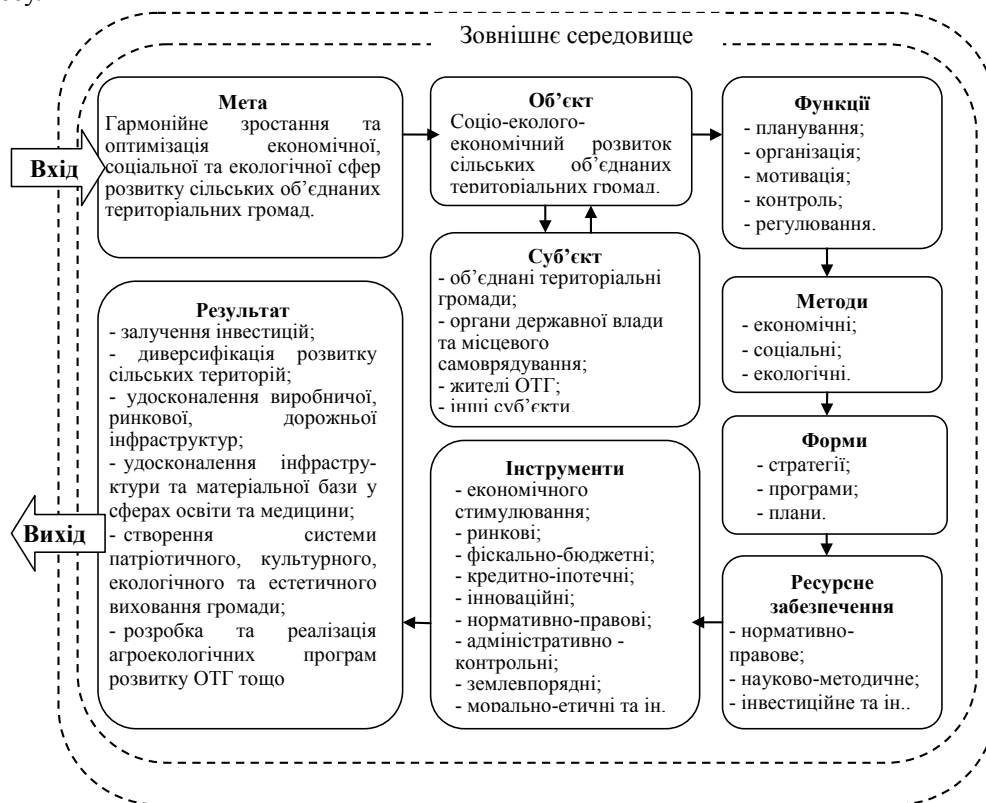 Зовнішнє середовище
Вхід
Мета
Гармонійне зростання та
оптимізація економічної,
соціальної та екологічної сфер
розвитку сільських об’єднаних
територіальних громад.
Об’єкт
Соціо-еколого-
економічний розвиток
сільських об’єднаних
територіальних громад.
Суб’єкт
- об’єднані територіальні
громади;
- органи державної влади
та місцевого
самоврядування;
- жителі ОТГ;
- інші суб’єкти.
Функції
- планування;
- організація;
- мотивація;
- контроль;
- регулювання.
Методи
- економічні;
- соціальні;
- екологічні.
Форми
- стратегії;
- програми;
- плани.
Ресурсне
забезпечення
- нормативно-
правове;
- науково-методичне;
- інвестиційне та ін..
Інструменти
- економічного
стимулювання;
- ринкові;
- фіскально-бюджетні;
- кредитно-іпотечні;
- інноваційні;
- нормативно-правові;
- адміністративно -
контрольні;
- землевпорядні;
- морально-етичні та ін.
Результат
- залучення інвестицій;
- диверсифікація розвитку
сільських територій;
- удосконалення виробничої,
ринкової, дорожньої
інфраструктур;
- удосконалення інфрастру-
ктури та матеріальної бази у
сферах освіти та медицини;
-створення системи
патріотичного, культурного,
екологічного та естетичного
виховання громади;
- розробка та реалізація
агроекологічних програм
розвитку ОТГ тощо
Вихід